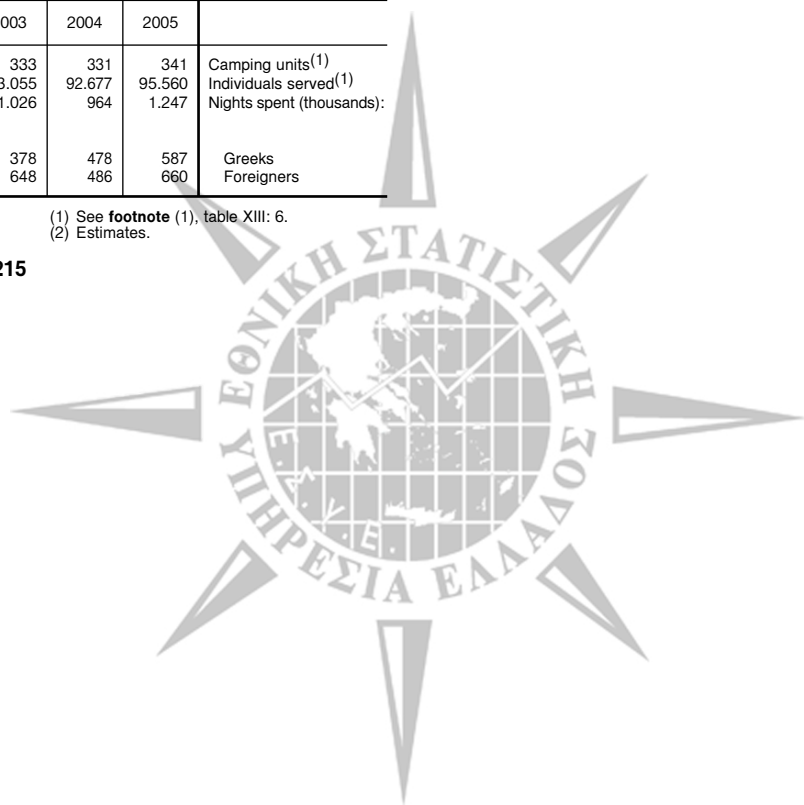 003 2004 2005
333 331 341 Camping units(1)
3.055 92.677 95.560 Individuals served(1)
1.026 964 1.247 Nights spent (thousands):
378 478 587 Greeks
648 486 660 Foreigners
(1) See footnote (1), table XIII: 6.
(2) Estimates.
215
ΕΘΝΙΚΗ ΣΤΑΤΙΣΤΙΚΗ
ΥΠΗΡΕΣΙΑ ΕΛΛΑΔΟΣ
Ε.Σ.Υ.Ε.